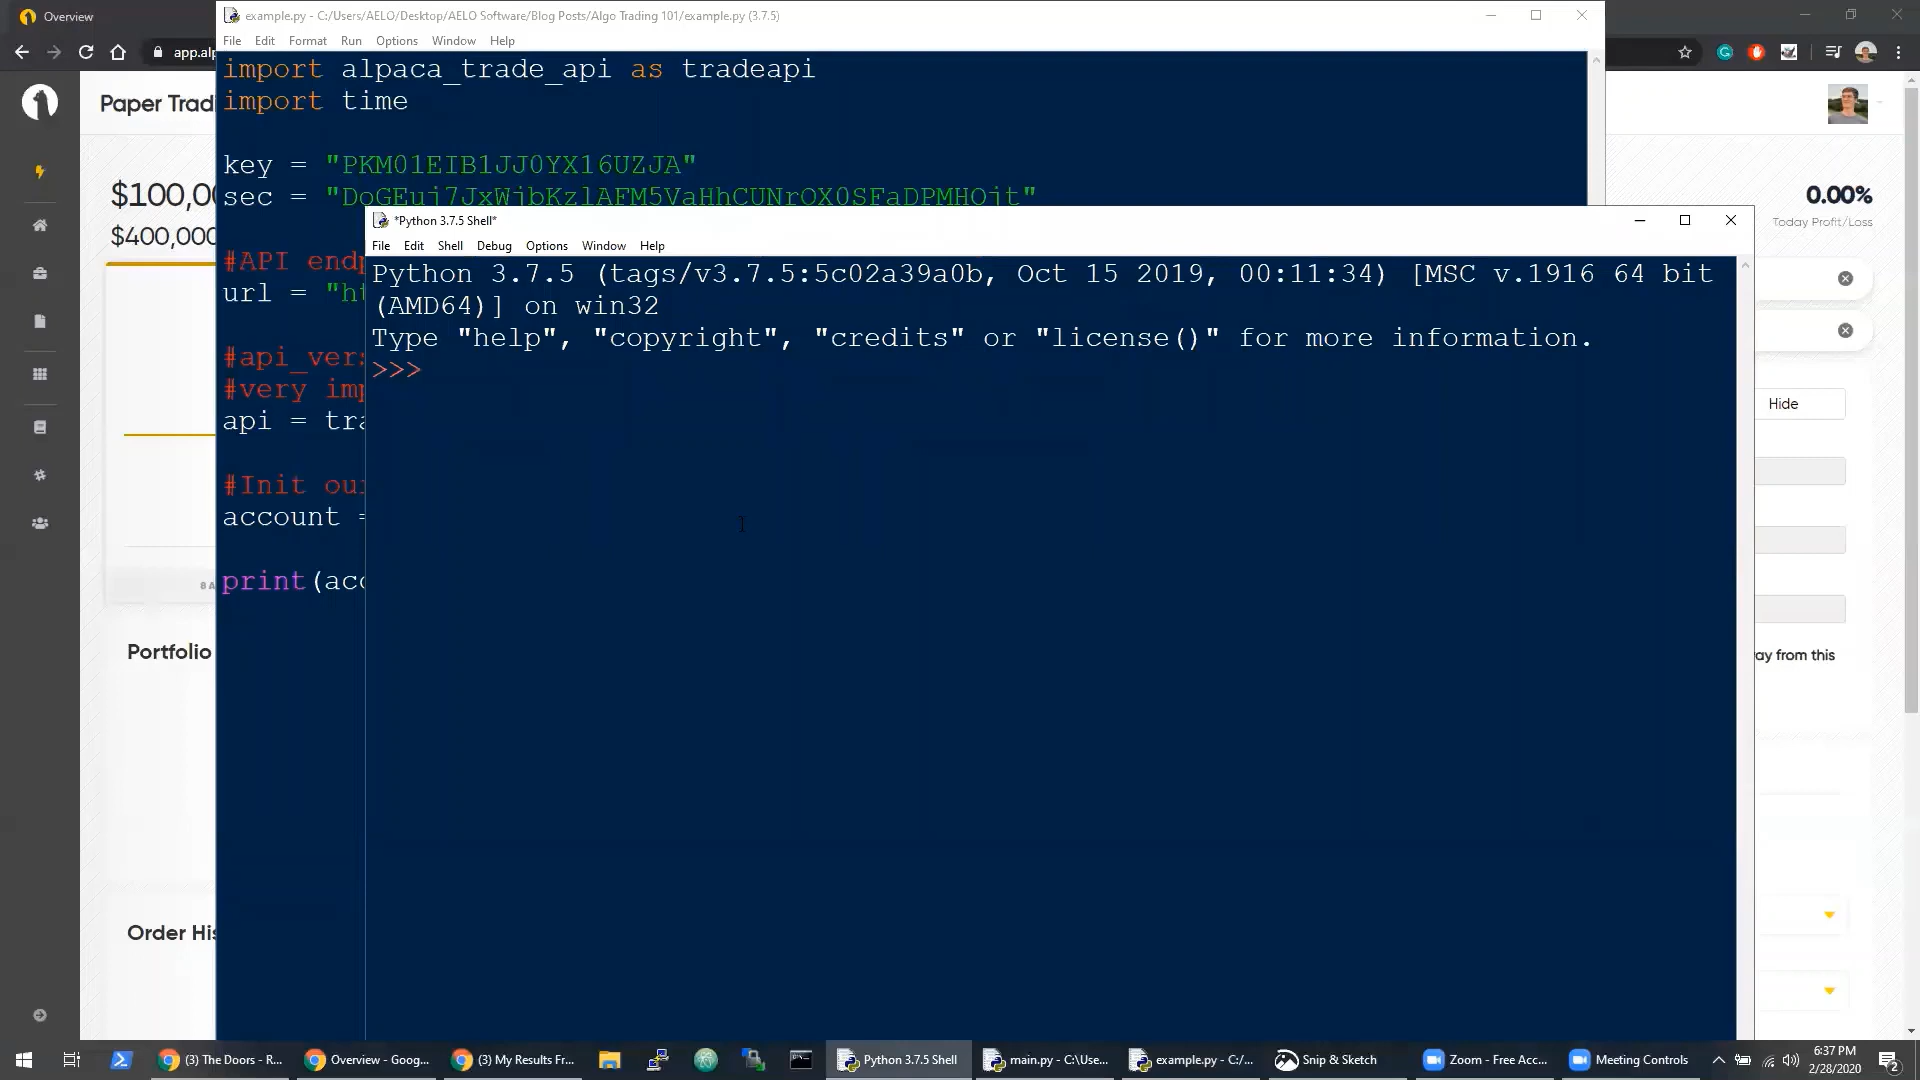 Overview
example.py - C:/Users/AELO/Desktop/AELO Software/Blog Posts/Algo Trading 101/example.py (3.7.5)
File Edit Format Run Options Window Help
app.alp
import alpaca_trade_api as tradeapi
import time
Paper Tradi
key = "PKM01EIB1JJ0YX16UZJA"
sec = "DoGEuj7JxWjbKzlAFM5VaHhCUNrOX0SFaDPMHOjt"
$100,00
$400,000
0.00%
Today Profit/Loss
*Python 3.7.5 Shell*
File Edit Shell Debug Options Window Help
#API endp
url = "ht
#api_vers
#very imp
api = tra
#Init our
account =
print(acc
Python 3.7.5 (tags/v3.7.5:5c02a39a0b, Oct 15 2019, 00:11:34) [MSC v.1916 64 bit
(AMD64)] on win32
Type "help", "copyright", "credits" or "license()" for more information.
>>>
Hide
8A
Portfolio
ay from this
Order His
(3) The Doors - R...
Overview - Goog...
(3) My Results Fr...
Python 3.7.5 Shell
main.py - C:\Use...
example.py - C:/...
Snip & Sketch
Zoom - Free Acc...
Meeting Controls
6:37 PM
2/28/2020
2